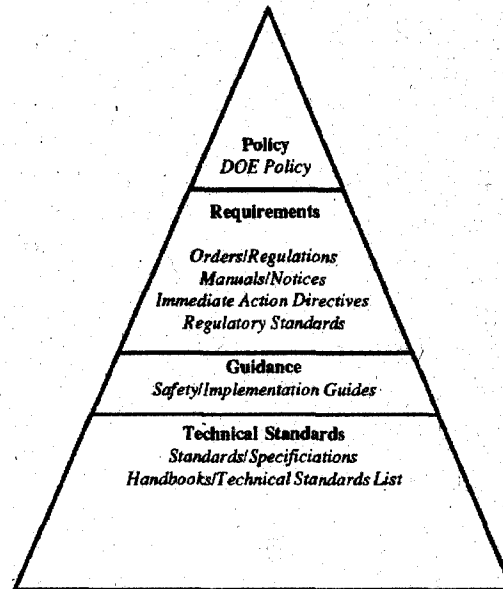 Policy
DOE Policy
Requirements
Orders/Regulations
Manuals/Notices
Immediate Action Directives
Regulatory Standards
Guidance
Safety/Implementation Guides
Technical Standards
Standards/Specificiations
Handbooks/Technical Standards List